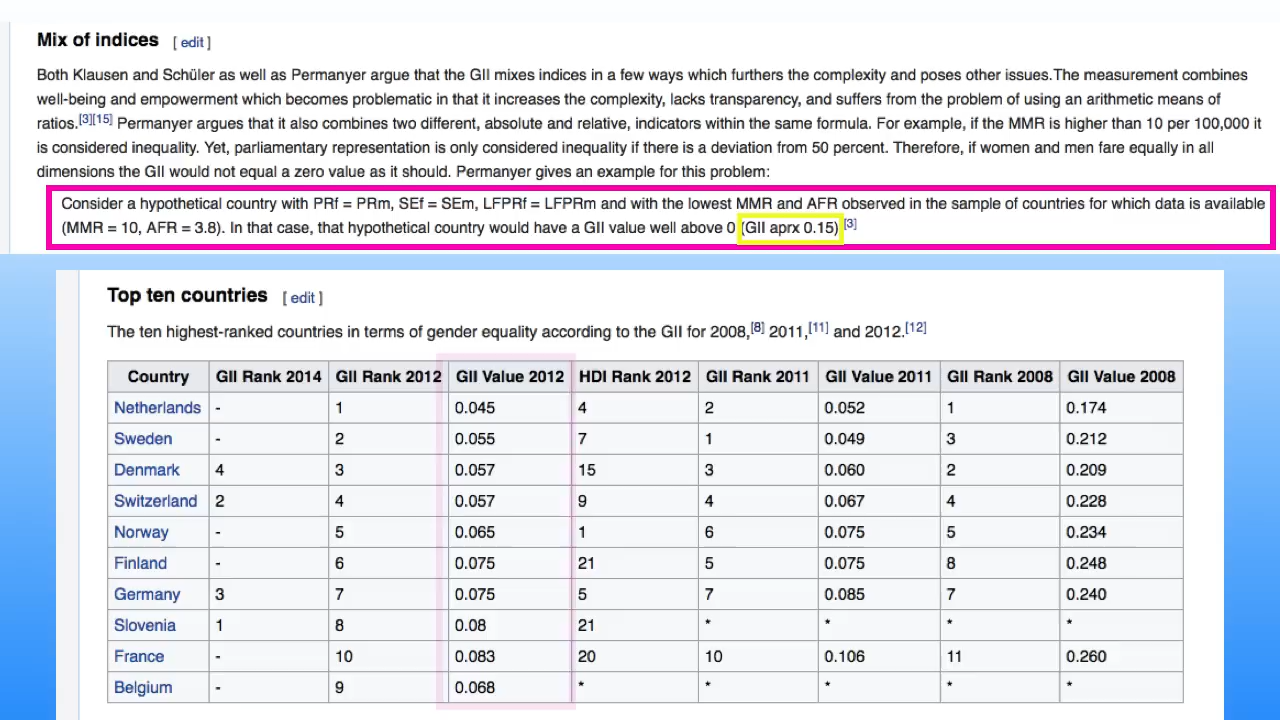 Mix of indices [ edit ]
Both Klausen and Schüler as well as Permanyer argue that the GII mixes indices in a few ways which furthers the complexity and poses other issues.The measurement combines
well-being and empowerment which becomes problematic in that it increases the complexity, lacks transparency, and suffers from the problem of using an arithmetic means of
ratios.[3][15] Permanyer argues that it also combines two different, absolute and relative, indicators within the same formula. For example, if the MMR is higher than 10 per 100,000 it
is considered inequality. Yet, parliamentary representation is only considered inequality if there is a deviation from 50 percent. Therefore, if women and men fare equally in all
dimensions the GII would not equal a zero value as it should. Permanyer gives an example for this problem:
Consider a hypothetical country with PRf = PRm, SEf = SEm, LFPRf = LFPRm and with the lowest MMR and AFR observed in the sample of countries for which data is available
(MMR = 10, AFR = 3.8). In that case, that hypothetical country would have a GII value well above 0 (GII aprx 0.15) [3]
Top ten countries [ edit ]
The ten highest-ranked countries in terms of gender equality according to the GII for 2008,[8] 2011,[11] and 2012.[12]
Country GII Rank 2014 GII Rank 2012 GII Value 2012 HDI Rank 2012 GII Rank 2011 GII Value 2011 GII Rank 2008 GII Value 2008
Netherlands - 1 0.045 4 2 0.052 1 0.174
Sweden - 2 0.055 7 1 0.049 3 0.212
Denmark 4 3 0.057 15 3 0.060 2 0.209
Switzerland 2 4 0.057 9 4 0.067 4 0.228
Norway - 5 0.065 1 6 0.075 5 0.234
Finland - 6 0.075 21 5 0.075 8 0.248
Germany 3 7 0.075 5 7 0.085 7 0.240
Slovenia 1 8 0.08 21 * * * *
France - 10 0.083 20 10 0.106 11 0.260
Belgium - 9 0.068 * * * * *